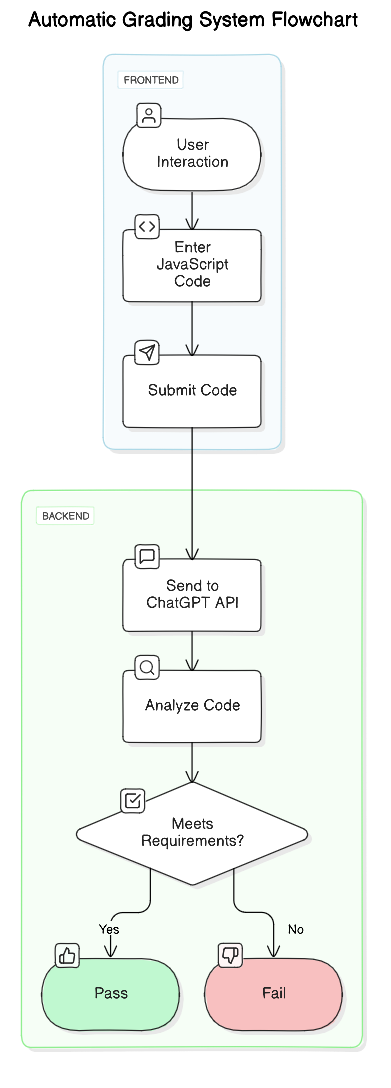 Automatic Grading System Flowchart
FRONTEND
User
Interaction
Enter
JavaScript
Code
Submit Code
BACKEND
Send to
ChatGPT API
Analyze Code
Meets
Requirements?
Yes
No
Pass
Fail